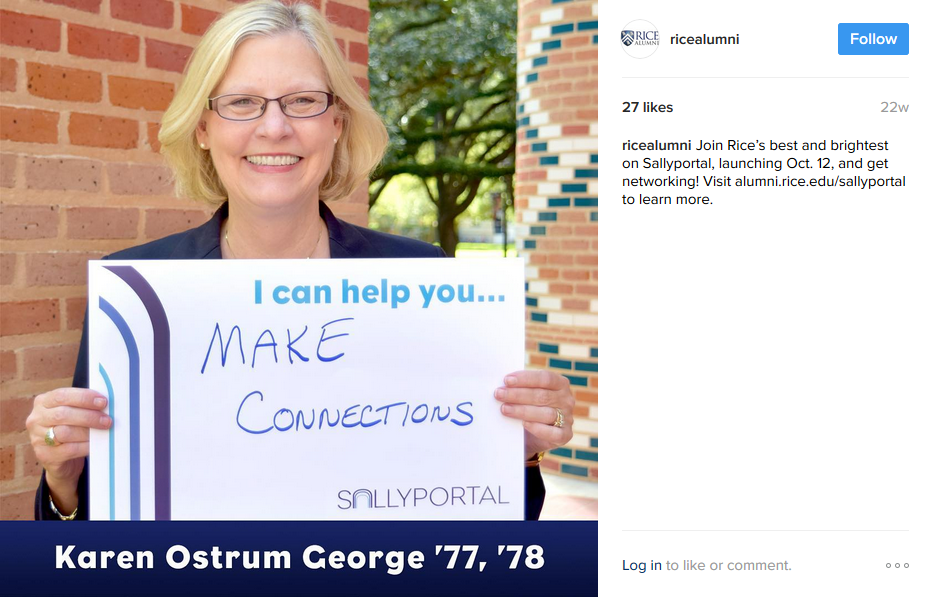 I can help you...
MAKE
CONNECTIONS
SALLYPORTAL
Karen Ostrum George '77, '78
RICE
ALUMNI
ricealumni
Follow
27 likes
22w
ricealumni Join Rice's best and brightest
on Sallyportal, launching Oct. 12, and get
networking! Visit alumni.rice.edu/sallyportal
to learn more.
Log in to like or comment.